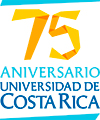 75
ANIVERSARIO
UNIVERSIDAD DE
COSTA RICA